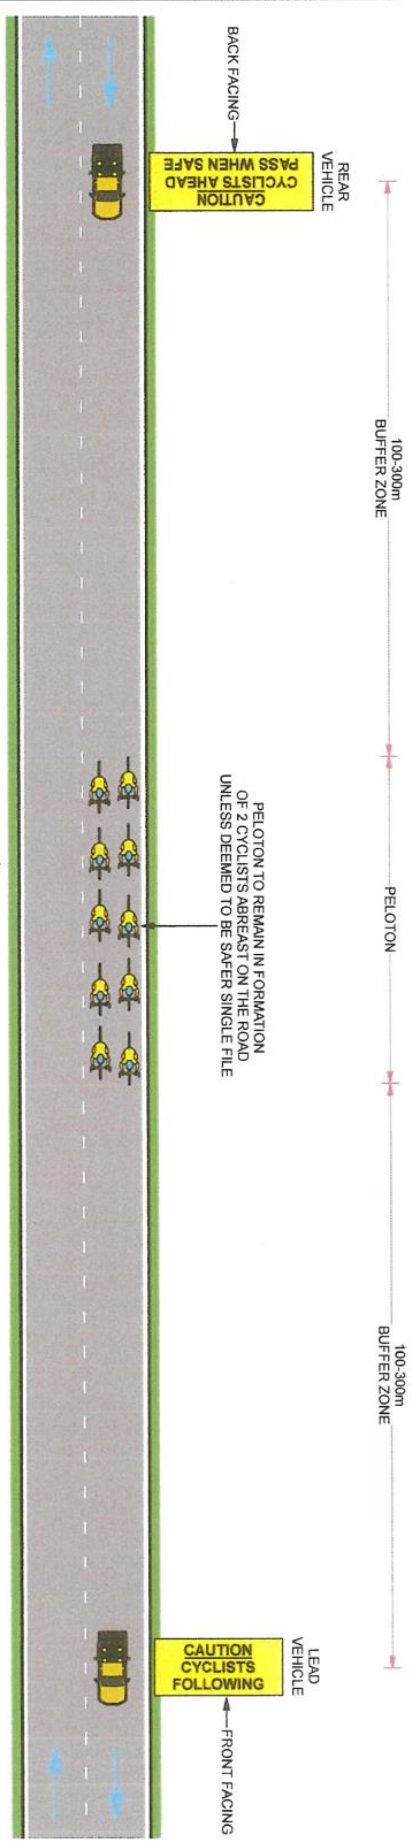 100-300m
BUFFER ZONE
PELOTON
100-300m
BUFFER ZONE
REAR
VEHICLE
CAUTION
CYCLISTS AHEAD
PASS WHEN SAFE
BACK FACING
PELOTON TO REMAIN IN FORMATION
OF 2 CYCLISTS ABREAST ON THE ROAD
UNLESS DEEMED TO BE SAFER SINGLE FILE
LEAD
VEHICLE
CAUTION
CYCLISTS
FOLLOWING
FRONT FACING